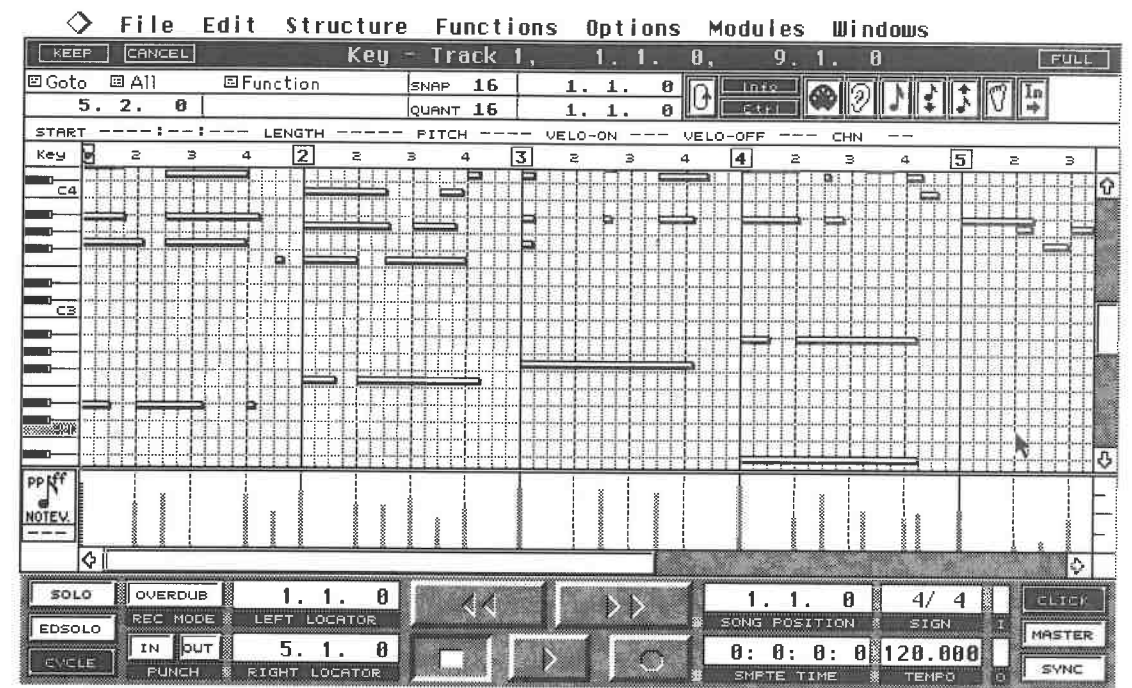 File Edit Structure Functions Options Modules Windows
KEEP CANCEL Key - Track 1, 1. 1. 0, 9. 1. 0 FULL
Goto All Function SNAP 16 1. 1. 0 Info In
5. 2. 0 QUANT 16 1. 1. 0 Ctrl
START ----:--:--- LENGTH ----- PITCH ---- VELO-ON --- VELO-OFF --- CHN --
Key 2 3 4 2 2 3 4 3 2 3 4 4 2 3 4 5 2 3
C4
C3
PP ff
NOTEV.
---
SOLO OVERDUB 1. 1. 0 1. 1. 0 4/ 4 CLICK
REC MODE LEFT LOCATOR SONG POSITION SIGN I
EDSOLO MASTER
IN OUT 5. 1. 0 0: 0: 0: 0 120.000
CYCLE PUNCH RIGHT LOCATOR SMPTE TIME TEMPO O SYNC